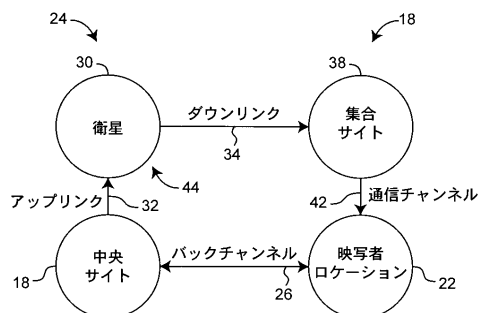 24
18
30
38
衛星
ダウンリンク
34
集合
サイト
44
アップリンク
32
42
通信チャンネル
中央
サイト
バックチャンネル
26
映写者
ロケーション
18
22